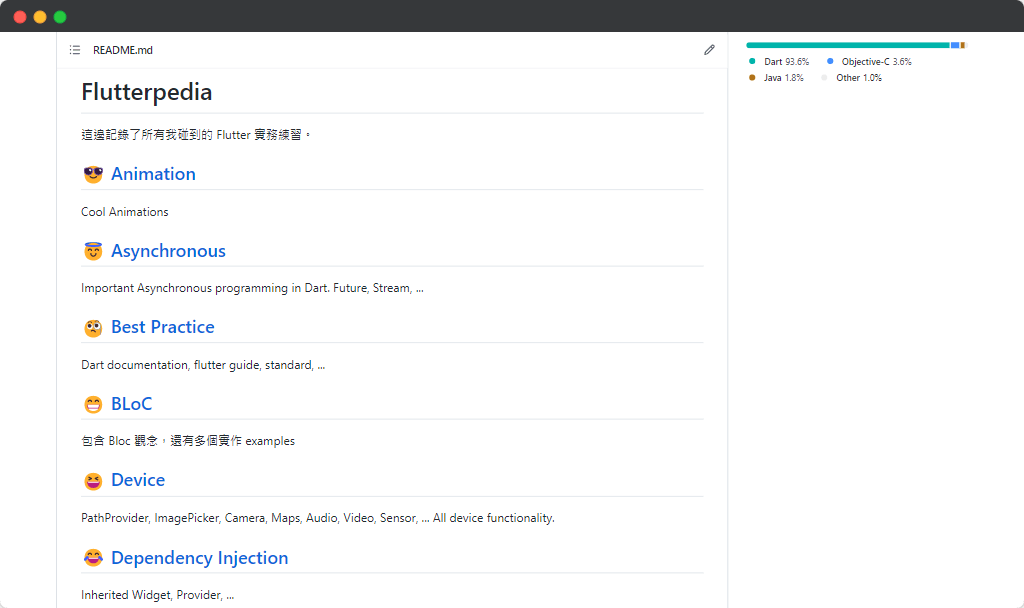 README.md
Flutterpedia
這邊記錄了所有我碰到的 Flutter 實務練習。
Animation
Cool Animations
Asynchronous
Important Asynchronous programming in Dart. Future, Stream, ...
Best Practice
Dart documentation, flutter guide, standard, ...
BLoC
包含 Bloc 觀念，還有多個實作 examples
Device
PathProvider, ImagePicker, Camera, Maps, Audio, Video, Sensor, ... All device functionality.
Dependency Injection
Inherited Widget, Provider, ...
Dart 93.6% Objective-C 3.6%
Java 1.8% Other 1.0%